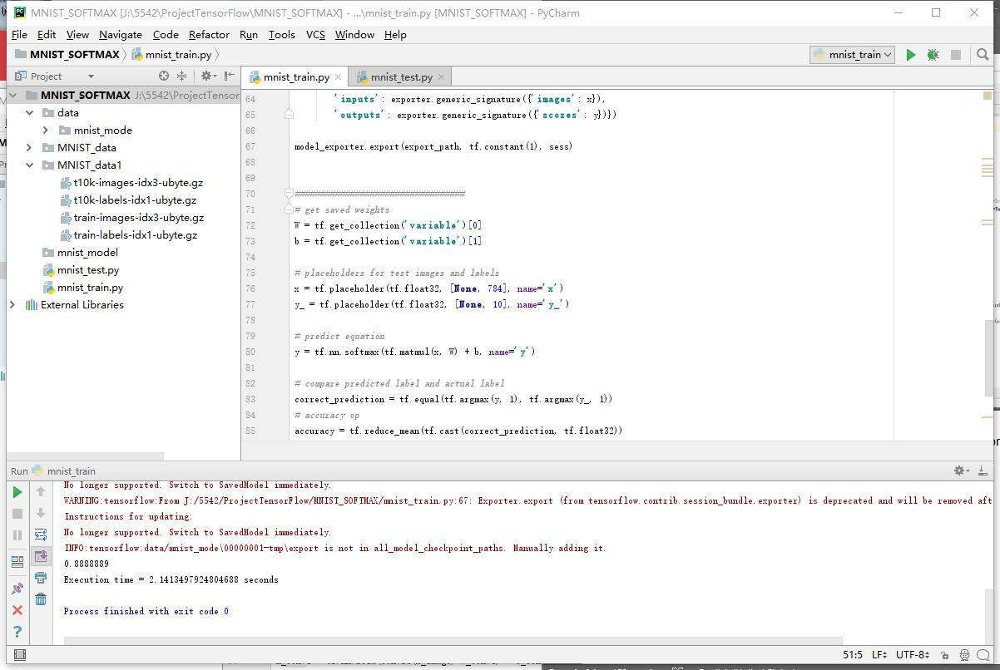 MNIST_SOFTMAX [J:\5542\ProjectTensorFlow\MNIST_SOFTMAX] - ...\mnist_train.py [MNIST_SOFTMAX] - PyCharm
File Edit View Navigate Code Refactor Run Tools VCS Window Help
MNIST_SOFTMAX mnist_train.py mnist_train
Project
mnist_train.py mnist_test.py
MNIST_SOFTMAX J:\5542\ProjectTensor
data
mnist_mode
MNIST_data
MNIST_data1
t10k-images-idx3-ubyte.gz
t10k-labels-idx1-ubyte.gz
train-images-idx3-ubyte.gz
train-labels-idx1-ubyte.gz
mnist_model
mnist_test.py
mnist_train.py
External Libraries
64 'inputs': exporter.generic_signature({'images': x}),
65 'outputs': exporter.generic_signature({'scores': y})})
66
67 model_exporter.export(export_path, tf.constant(1), sess)
68
69
70 ##################################
71 # get saved weights
72 W = tf.get_collection('variable')[0]
73 b = tf.get_collection('variable')[1]
74
75 # placeholders for test images and labels
76 x = tf.placeholder(tf.float32, [None, 784], name='x')
77 y_ = tf.placeholder(tf.float32, [None, 10], name='y_')
78
79 # predict equation
80 y = tf.nn.softmax(tf.matmul(x, W) + b, name='y')
81
82 # compare predicted label and actual label
83 correct_prediction = tf.equal(tf.argmax(y, 1), tf.argmax(y_, 1))
84 # accuracy op
85 accuracy = tf.reduce_mean(tf.cast(correct_prediction, tf.float32))
Run mnist_train
No longer supported. Switch to SavedModel immediately.
WARNING:tensorflow:From J:/5542/ProjectTensorFlow/MNIST_SOFTMAX/mnist_train.py:67: Exporter.export (from tensorflow.contrib.session_bundle.exporter) is deprecated and will be removed aft
Instructions for updating:
No longer supported. Switch to SavedModel immediately.
INFO:tensorflow:data/mnist_mode\00000001-tmp\export is not in all_model_checkpoint_paths. Manually adding it.
0.8888889
Execution time = 2.1413497924804688 seconds
Process finished with exit code 0
51:5 LF UTF-8